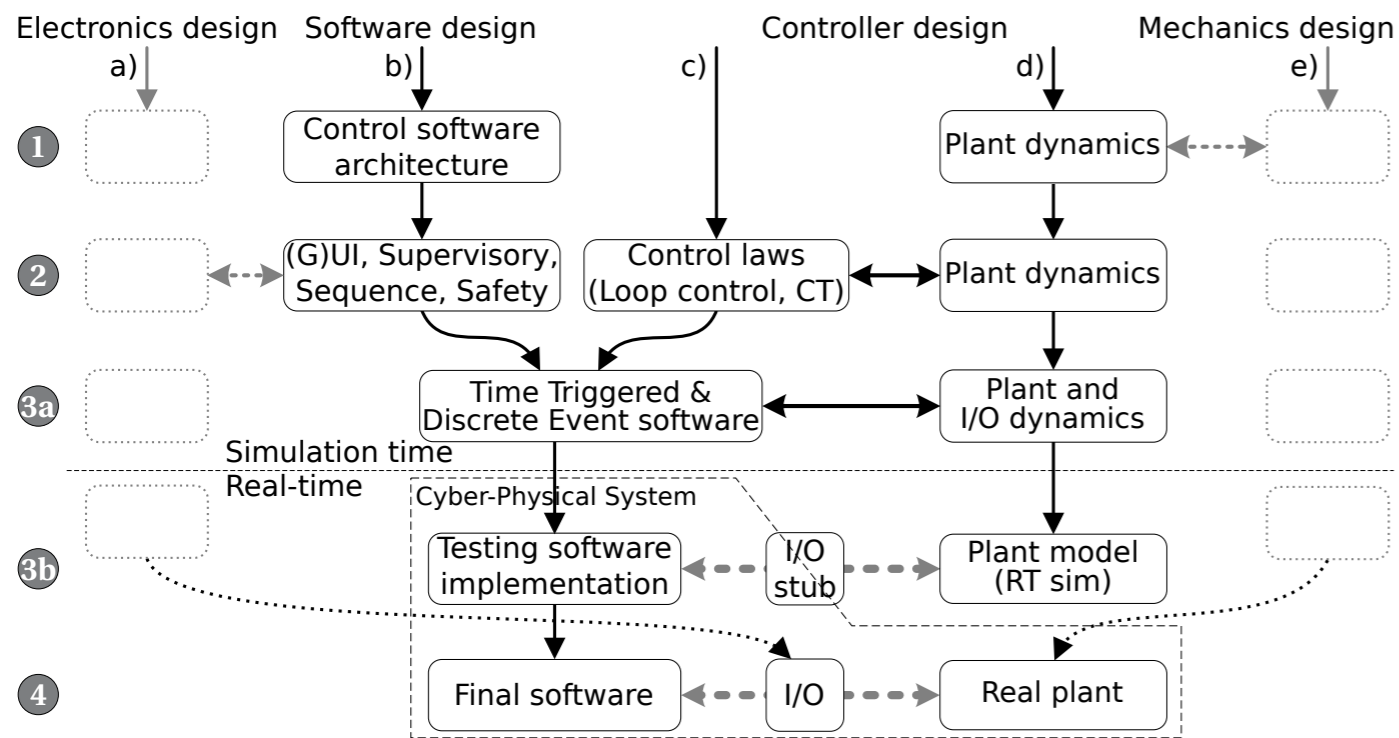 Electronics design
Software design
Controller design
Mechanics design
a)
b)
c)
d)
e)
1
Control software
architecture
Plant dynamics
2
(G)UI, Supervisory,
Sequence, Safety
Control laws
(Loop control, CT)
Plant dynamics
3a
Time Triggered &
Discrete Event software
Plant and
I/O dynamics
Simulation time
Real-time
Cyber-Physical System
3b
Testing software
implementation
I/O
stub
Plant model
(RT sim)
4
Final software
I/O
Real plant